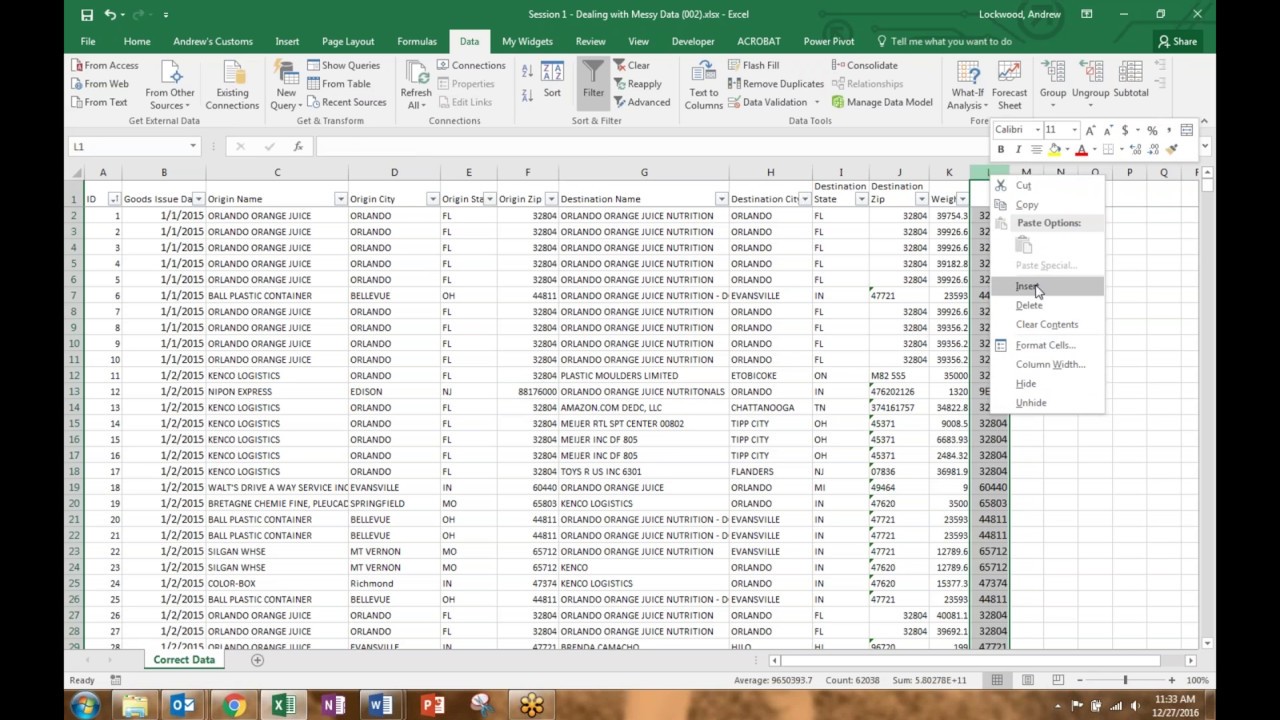 Session 1 - Dealing with Messy Data (002).xlsx - Excel Lockwood, Andrew
File Home Andrew's Customs Insert Page Layout Formulas Data My Widgets Review View Developer ACROBAT Power Pivot Tell me what you want to do Share
From Access Show Queries Connections Clear Flash Fill Consolidate
From Web From Table Properties Reapply Remove Duplicates Relationships
From Text Recent Sources Edit Links Advanced Data Validation Manage Data Model
From Other Sources Existing Connections New Query Refresh All Sort Filter Text to Columns What-If Analysis Forecast Sheet Group Ungroup Subtotal
Get External Data Get & Transform Connections Sort & Filter Data Tools Fore
Calibri 11 $ %
B I
L1 fx
A B C D E F G H I J K L M N O P Q
1 ID Goods Issue Da Origin Name Origin City Origin Sta Origin Zip Destination Name Destination City Destination State Destination Zip Weigh
2 1 1/1/2015 ORLANDO ORANGE JUICE ORLANDO FL 32804 ORLANDO ORANGE JUICE NUTRITION ORLANDO FL 32804 39754.3
3 2 1/1/2015 ORLANDO ORANGE JUICE ORLANDO FL 32804 ORLANDO ORANGE JUICE NUTRITION ORLANDO FL 32804 39926.6
4 3 1/1/2015 ORLANDO ORANGE JUICE ORLANDO FL 32804 ORLANDO ORANGE JUICE NUTRITION ORLANDO FL 32804 39926.6
5 4 1/1/2015 ORLANDO ORANGE JUICE ORLANDO FL 32804 ORLANDO ORANGE JUICE NUTRITION ORLANDO FL 32804 39182.8
6 5 1/1/2015 ORLANDO ORANGE JUICE ORLANDO FL 32804 ORLANDO ORANGE JUICE NUTRITION ORLANDO FL 32804 39926.6
7 6 1/1/2015 BALL PLASTIC CONTAINER BELLEVUE OH 44811 ORLANDO ORANGE JUICE NUTRITION - D EVANSVILLE IN 47721 23593
8 7 1/1/2015 ORLANDO ORANGE JUICE ORLANDO FL 32804 ORLANDO ORANGE JUICE NUTRITION ORLANDO FL 32804 39926.6
9 8 1/1/2015 ORLANDO ORANGE JUICE ORLANDO FL 32804 ORLANDO ORANGE JUICE NUTRITION ORLANDO FL 32804 39356.2
10 9 1/1/2015 ORLANDO ORANGE JUICE ORLANDO FL 32804 ORLANDO ORANGE JUICE NUTRITION ORLANDO FL 32804 39356.2
11 10 1/1/2015 ORLANDO ORANGE JUICE ORLANDO FL 32804 ORLANDO ORANGE JUICE NUTRITION ORLANDO FL 32804 39356.2
12 11 1/2/2015 KENCO LOGISTICS ORLANDO FL 32804 PLASTIC MOULDERS LIMITED ETOBICOKE ON M82 555 35000
13 12 1/2/2015 NIPON EXPRESS EDISON NJ 88176000 ORLANDO ORANGE JUICE NUTRITONALS ORLANDO IN 476202126 1320
14 13 1/2/2015 KENCO LOGISTICS ORLANDO FL 32804 AMAZON.COM DEDC, LLC CHATTANOOGA TN 374161757 34822.8
15 14 1/2/2015 KENCO LOGISTICS ORLANDO FL 32804 MEIJER RTL SPT CENTER 00802 TIPP CITY OH 45371 9008.5 32804
16 15 1/2/2015 KENCO LOGISTICS ORLANDO FL 32804 MEIJER INC DF 805 TIPP CITY OH 45371 6683.93 32804
17 16 1/2/2015 KENCO LOGISTICS ORLANDO FL 32804 MEIJER INC DF 805 TIPP CITY OH 45371 2484.32 32804
18 17 1/2/2015 KENCO LOGISTICS ORLANDO FL 32804 TOYS R US INC 6301 FLANDERS NJ 07836 36981.9 32804
19 18 1/2/2015 WALT'S DRIVE A WAY SERVICE INC EVANSVILLE IN 60440 ORLANDO ORANGE JUICE ORLANDO MI 49464 9 60440
20 19 1/2/2015 BRETAGNE CHEMIE FINE, PLEUCAD SPRINGFIELD MO 65803 KENCO LOGISTICS ORLANDO IN 47620 3500 65803
21 20 1/2/2015 BALL PLASTIC CONTAINER BELLEVUE OH 44811 ORLANDO ORANGE JUICE NUTRITION - D EVANSVILLE IN 47721 23593 44811
22 21 1/2/2015 BALL PLASTIC CONTAINER BELLEVUE OH 44811 ORLANDO ORANGE JUICE NUTRITION - D EVANSVILLE IN 47721 23593 44811
23 22 1/2/2015 SILGAN WHSE MT VERNON MO 65712 ORLANDO ORANGE JUICE NUTRITION ORLANDO IN 47620 12789.6 65712
24 23 1/2/2015 SILGAN WHSE MT VERNON MO 65712 KENCO ORLANDO IN 47620 12789.6 65712
25 24 1/2/2015 COLOR-BOX Richmond IN 47374 KENCO LOGISTICS ORLANDO IN 47620 15377.3 47374
26 25 1/2/2015 BALL PLASTIC CONTAINER BELLEVUE OH 44811 ORLANDO ORANGE JUICE NUTRITION - D ORLANDO IN 47721 23593 44811
27 26 1/2/2015 ORLANDO ORANGE JUICE ORLANDO FL 32804 ORLANDO ORANGE JUICE NUTRITION ORLANDO FL 32804 40081.1 32804
28 27 1/2/2015 ORLANDO ORANGE JUICE ORLANDO FL 32804 ORLANDO ORANGE JUICE NUTRITION ORLANDO FL 32804 39692.1 32804
29 28 1/2/2015 ORLANDO ORANGE JUICE EVANSVILLE IN 47721 BRENDA CAMACHO HILO HI 96720 199 47721
Cut
Copy
Paste Options:
Paste Special...
Insert
Delete
Clear Contents
Format Cells...
Column Width...
Hide
Unhide
Correct Data
Ready Average: 9650393.7 Count: 62038 Sum: 5.80278E+11 100%
11:33 AM
12/27/2016